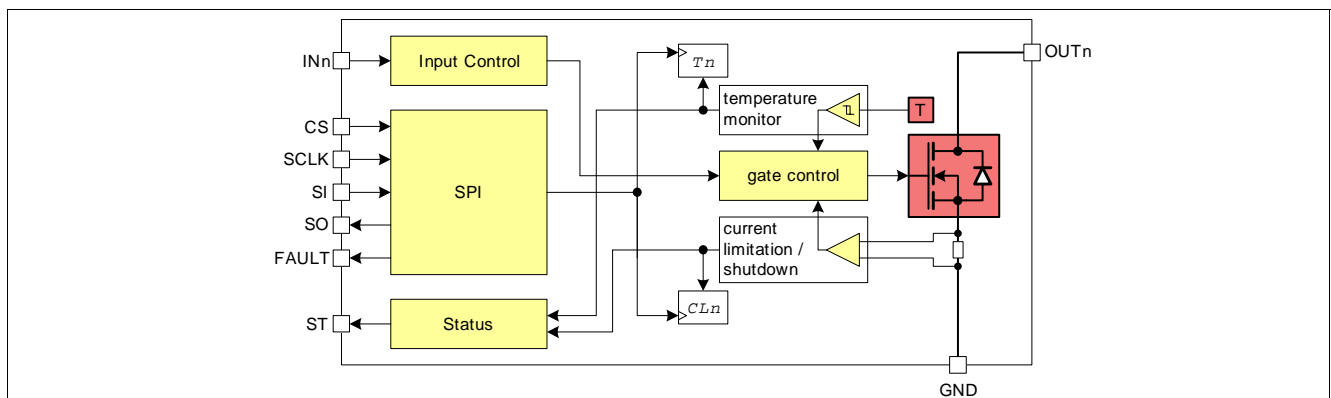 INn
Input Control
Tn
OUTn
temperature
monitor
T
CS
SCLK
SI
SO
FAULT
SPI
gate control
current
limitation /
shutdown
CLn
ST
Status
GND